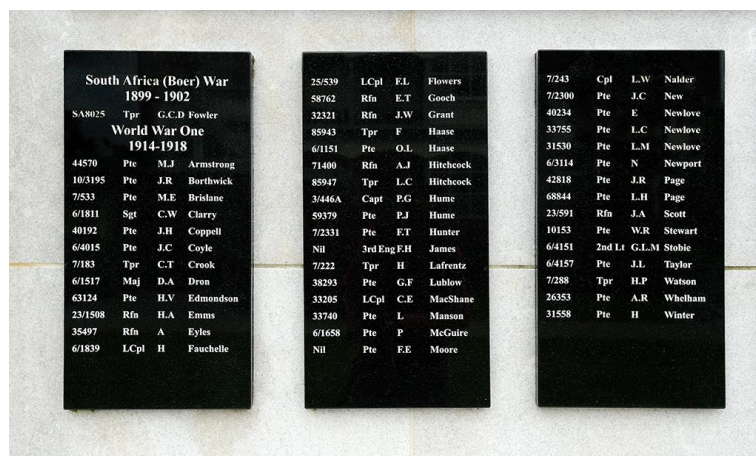 South Africa (Boer) War
1899 - 1902
SA8025 Tpr G.C.D Fowler
World War One
1914-1918
44570 Pte M.J Armstrong
10/3195 Pte J.R Borthwick
7/533 Pte M.E Brislane
6/1811 Sgt C.W Clarry
40192 Pte J.H Coppell
6/4015 Pte J.C Coyle
7/183 Tpr C.T Crook
6/1517 Maj D.A Dron
63124 Pte H.V Edmondson
23/1508 Rfn H.A Emms
35497 Rfn A Eyles
6/1839 LCpl H Fauchelle
25/539 LCpl F.L Flowers
58762 Rfn E.T Gooch
32321 Rfn J.W Grant
85943 Tpr F Haase
6/1151 Pte O.L Haase
71400 Rfn A.J Hitchcock
85947 Tpr L.C Hitchcock
3/446A Capt P.G Hume
59379 Pte P.J Hume
7/2331 Pte F.T Hunter
Nil 3rd Eng F.H James
7/222 Tpr H Lafrentz
38293 Pte G.F Lublow
33205 LCpl C.E MacShane
33740 Pte L Manson
6/1658 Pte P McGuire
Nil Pte F.E Moore
7/243 Cpl L.W Nalder
7/2300 Pte J.C New
40234 Pte E Newlove
33755 Pte L.C Newlove
31530 Pte L.M Newlove
6/3114 Pte N Newport
42818 Pte J.R Page
68844 Pte L.H Page
23/591 Rfn J.A Scott
10153 Pte W.R Stewart
6/4151 2nd Lt G.L.M Stobie
6/4157 Pte J.L Taylor
7/288 Tpr H.P Watson
26353 Pte A.R Whelham
31558 Pte H Winter